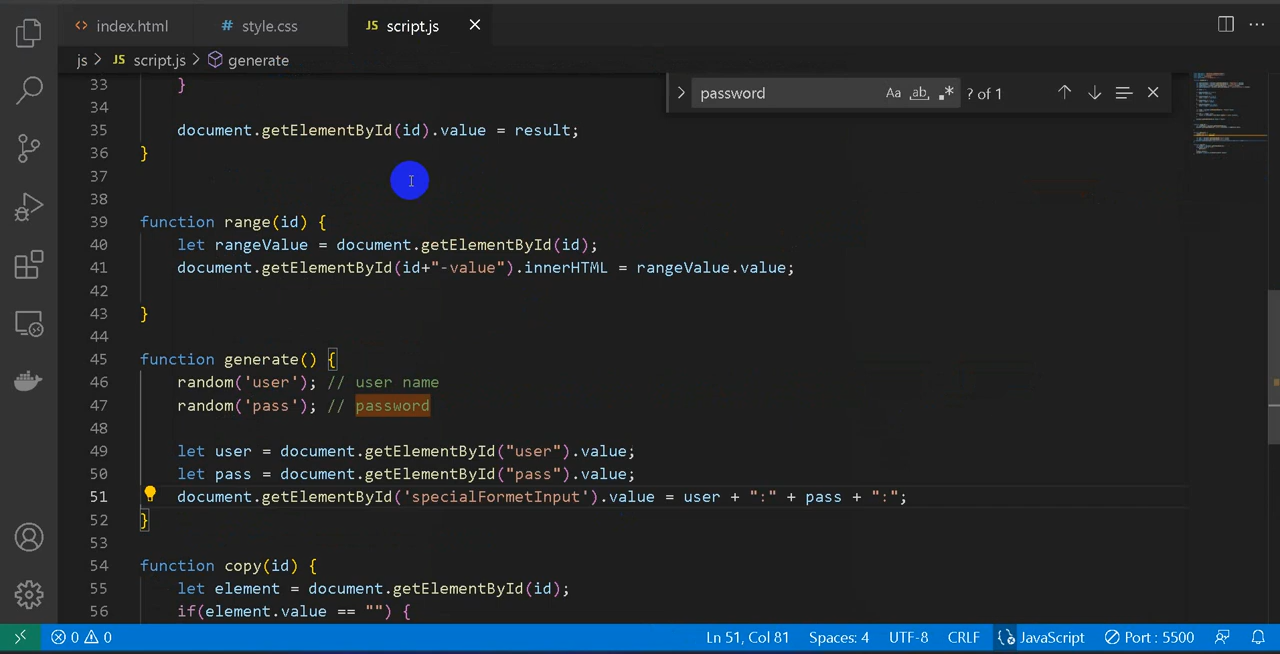 index.html
# style.css
JS script.js
js > JS script.js > generate
password
Aa ab .* ? of 1
33 }
34
35 document.getElementById(id).value = result;
36 }
37
38
39 function range(id) {
40 let rangeValue = document.getElementById(id);
41 document.getElementById(id+"-value").innerHTML = rangeValue.value;
42
43 }
44
45 function generate() {
46 random('user'); // user name
47 random('pass'); // password
48
49 let user = document.getElementById("user").value;
50 let pass = document.getElementById("pass").value;
51 document.getElementById('specialFormetInput').value = user + ":" + pass + ":";
52 }
53
54 function copy(id) {
55 let element = document.getElementById(id);
56 if(element.value == "") {
0 0 Ln 51, Col 81 Spaces: 4 UTF-8 CRLF JavaScript Port : 5500